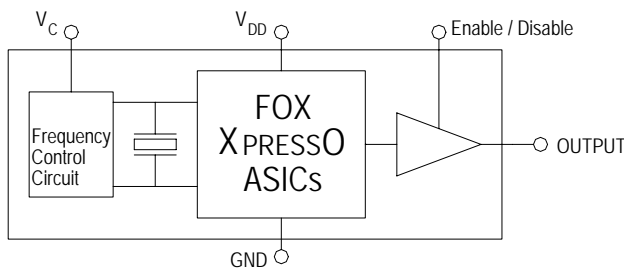 VC
VDD
Enable / Disable
Frequency
Control
Circuit
FOX
XPRESSO
ASICs
OUTPUT
GND